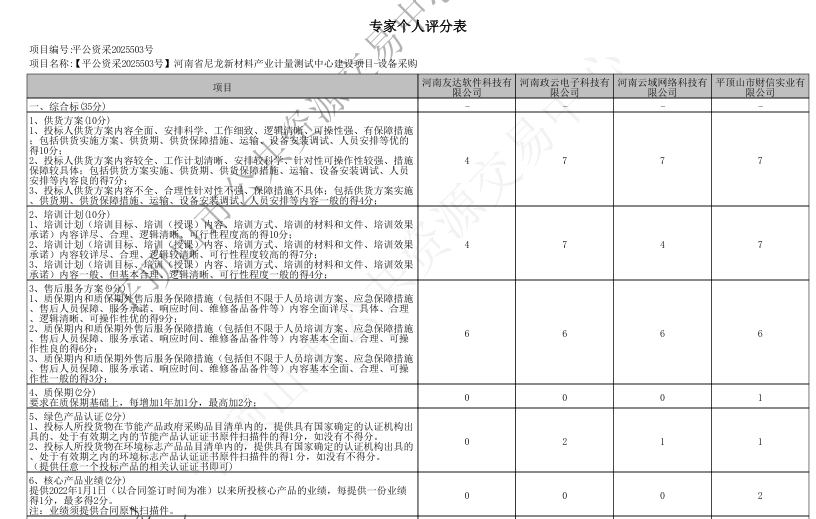 专家个人评分表
项目编号:平公资采2025503号
项目名称:【平公资采2025503号】河南省尼龙新材料产业计量测试中心建设项目-设备采购
项目
河南友达软件科技有
限公司
河南政云电子科技有
限公司
河南云域网络科技有
限公司
平顶山市财信实业有
限公司
一、综合标(35分)
–
–
–
–
1、供货方案(10分)
1、投标人供货方案内容全面、安排科学、工作细致、逻辑清晰、可操性强、有保障措施
；包括供货实施方案、供货期、供货保障措施、运输、设备安装调试、人员安排等优的
得10分；
2、投标人供货方案内容较全、工作计划清晰、安排较科学、针对性可操作性较强、措施
保障较具体；包括供货方案实施、供货期、供货保障措施、运输、设备安装调试、人员
安排等内容良的得7分；
3、投标人供货方案内容不全、合理性针对性不强、保障措施不具体；包括供货方案实施
、供货期、供货保障措施、运输、设备安装调试、人员安排等内容一般的得4分；
4
7
7
7
2、培训计划(10分)
1、培训计划（培训目标、培训（授课）内容、培训方式、培训的材料和文件、培训效果
承诺）内容详尽、合理、逻辑清晰、可行性程度高的得10分；
2、培训计划（培训目标、培训（授课）内容、培训方式、培训的材料和文件、培训效果
承诺）内容较详尽、合理、逻辑较清晰、可行性程度较高的得7分；
3、培训计划（培训目标、培训（授课）内容、培训方式、培训的材料和文件、培训效果
承诺）内容一般、但基本合理、逻辑清晰、可行性程度一般的得4分；
4
7
4
7
3、售后服务方案(9分)
1、质保期内和质保期外售后服务保障措施（包括但不限于人员培训方案、应急保障措施
、售后人员保障、服务承诺、响应时间、维修备品备件等）内容全面详尽、具体、合理
、逻辑清晰、可操作性优的得9分；
2、质保期内和质保期外售后服务保障措施（包括但不限于人员培训方案、应急保障措施
、售后人员保障、服务承诺、响应时间、维修备品备件等）内容基本全面、合理、可操
作性良的得6分；
3、质保期内和质保期外售后服务保障措施（包括但不限于人员培训方案、应急保障措施
、售后人员保障、服务承诺、响应时间、维修备品备件等）内容基本全面、合理、可操
作性一般的得3分；
6
6
6
6
4、质保期(2分)
要求在质保期基础上，每增加1年加1分，最高加2分；
0
0
0
1
5、绿色产品认证(2分)
1、投标人所投货物在节能产品政府采购品目清单内的，提供具有国家确定的认证机构出
具的、处于有效期之内的节能产品认证证书原件扫描件的得1分，如没有不得分。
2、投标人所投货物在环境标志产品品目清单内的，提供具有国家确定的认证机构出具的
、处于有效期之内的环境标志产品认证证书原件扫描件的得1 分，如没有不得分。
（提供任意一个投标产品的相关认证证书即可）
0
2
1
1
6、核心产品业绩(2分)
提供2022年1月1日（以合同签订时间为准）以来所投核心产品的业绩，每提供一份业绩
得1分，最多得2分。
注：业绩须提供合同原件扫描件。
0
0
0
2